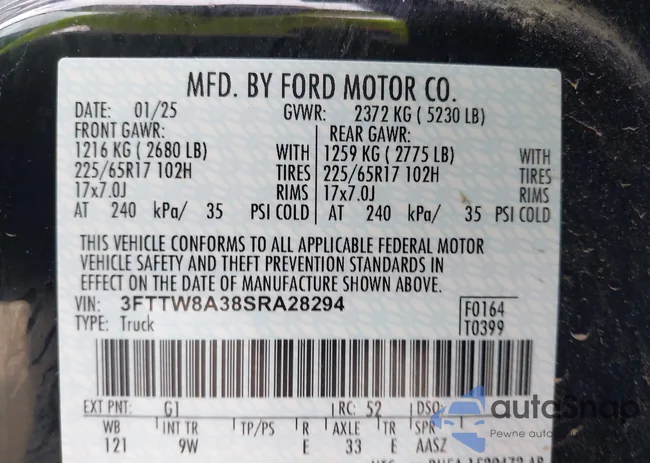 MFD. BY FORD MOTOR CO.
DATE: 01/25 GVWR: 2372 KG ( 5230 LB)
FRONT GAWR: REAR GAWR:
1216 KG ( 2680 LB) WITH 1259 KG ( 2775 LB) WITH
225/65R17 102H TIRES 225/65R17 102H TIRES
17x7.0J RIMS 17x7.0J RIMS
AT 240 kPa/ 35 PSI COLD AT 240 kPa/ 35 PSI COLD
THIS VEHICLE CONFORMS TO ALL APPLICABLE FEDERAL MOTOR
VEHICLE SAFETY AND THEFT PREVENTION STANDARDS IN
EFFECT ON THE DATE OF MANUFACTURE SHOWN ABOVE.
VIN: 3FTTW8A38SRA28294 F0164
TYPE: Truck T0399
EXT PNT: G1 RC: 52 DSO:
WB INT TR TP/PS R AXLE TR SPR
121 9W E 33 E AASZ
autoSnap
Pewne auto